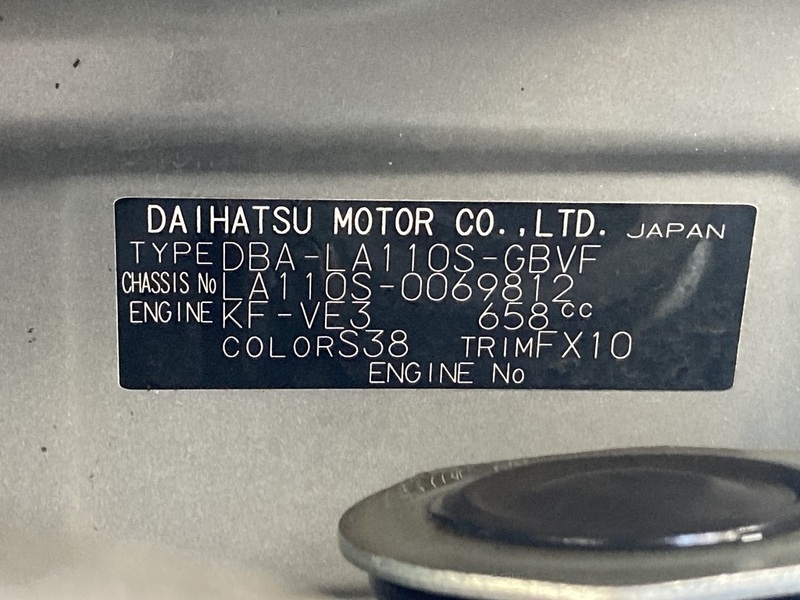 DAIHATSU MOTOR CO.,LTD. JAPAN
TYPE DBA-LA110S-GBVF
CHASSIS No LA110S-0069812
ENGINE KF-VE3 658cc
COLOR S38 TRIM FX10
ENGINE No